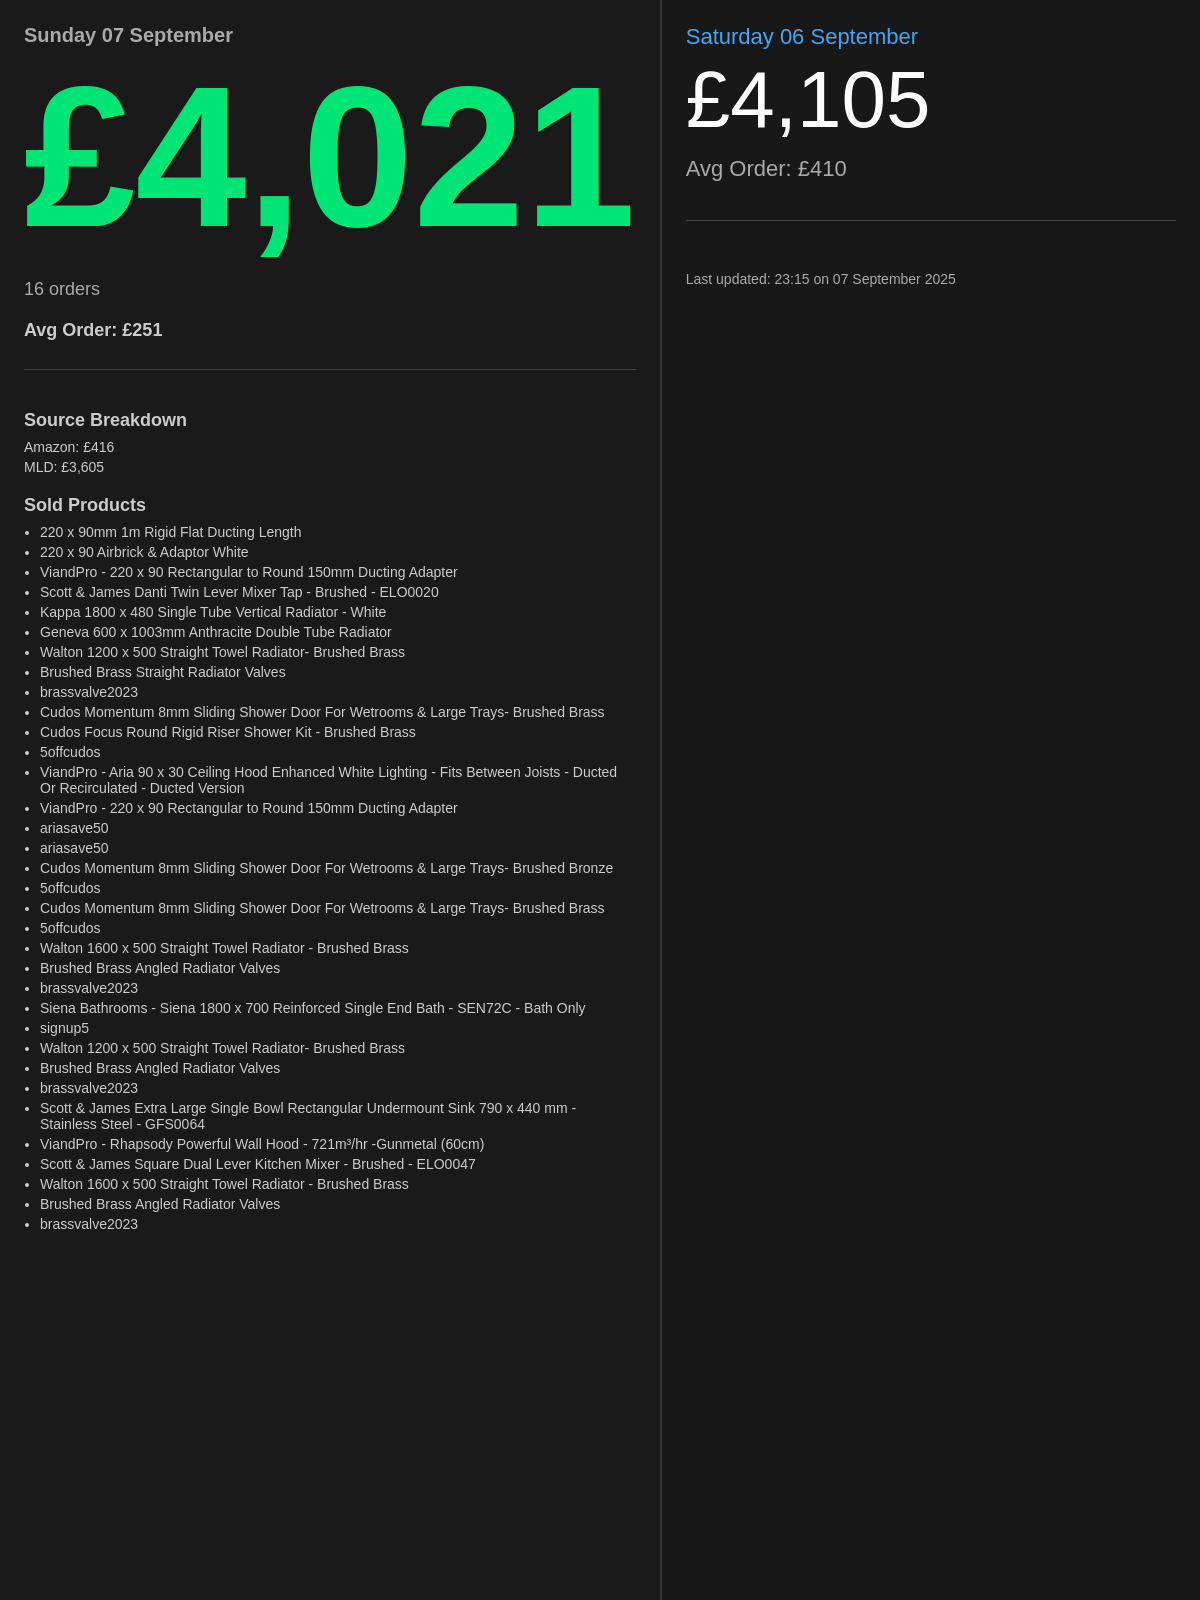 Sunday 07 September
£4,021
16 orders
Avg Order: £251
Source Breakdown
Amazon: £416
MLD: £3,605
Sold Products
220 x 90mm 1m Rigid Flat Ducting Length
220 x 90 Airbrick & Adaptor White
ViandPro - 220 x 90 Rectangular to Round 150mm Ducting Adapter
Scott & James Danti Twin Lever Mixer Tap - Brushed - ELO0020
Kappa 1800 x 480 Single Tube Vertical Radiator - White
Geneva 600 x 1003mm Anthracite Double Tube Radiator
Walton 1200 x 500 Straight Towel Radiator- Brushed Brass
Brushed Brass Straight Radiator Valves
brassvalve2023
Cudos Momentum 8mm Sliding Shower Door For Wetrooms & Large Trays- Brushed Brass
Cudos Focus Round Rigid Riser Shower Kit - Brushed Brass
5offcudos
ViandPro - Aria 90 x 30 Ceiling Hood Enhanced White Lighting - Fits Between Joists - Ducted
Or Recirculated - Ducted Version
ViandPro - 220 x 90 Rectangular to Round 150mm Ducting Adapter
ariasave50
ariasave50
Cudos Momentum 8mm Sliding Shower Door For Wetrooms & Large Trays- Brushed Bronze
5offcudos
Cudos Momentum 8mm Sliding Shower Door For Wetrooms & Large Trays- Brushed Brass
5offcudos
Walton 1600 x 500 Straight Towel Radiator - Brushed Brass
Brushed Brass Angled Radiator Valves
brassvalve2023
Siena Bathrooms - Siena 1800 x 700 Reinforced Single End Bath - SEN72C - Bath Only
signup5
Walton 1200 x 500 Straight Towel Radiator- Brushed Brass
Brushed Brass Angled Radiator Valves
brassvalve2023
Scott & James Extra Large Single Bowl Rectangular Undermount Sink 790 x 440 mm -
Stainless Steel - GFS0064
ViandPro - Rhapsody Powerful Wall Hood - 721m³/hr -Gunmetal (60cm)
Scott & James Square Dual Lever Kitchen Mixer - Brushed - ELO0047
Walton 1600 x 500 Straight Towel Radiator - Brushed Brass
Brushed Brass Angled Radiator Valves
brassvalve2023
Saturday 06 September
£4,105
Avg Order: £410
Last updated: 23:15 on 07 September 2025